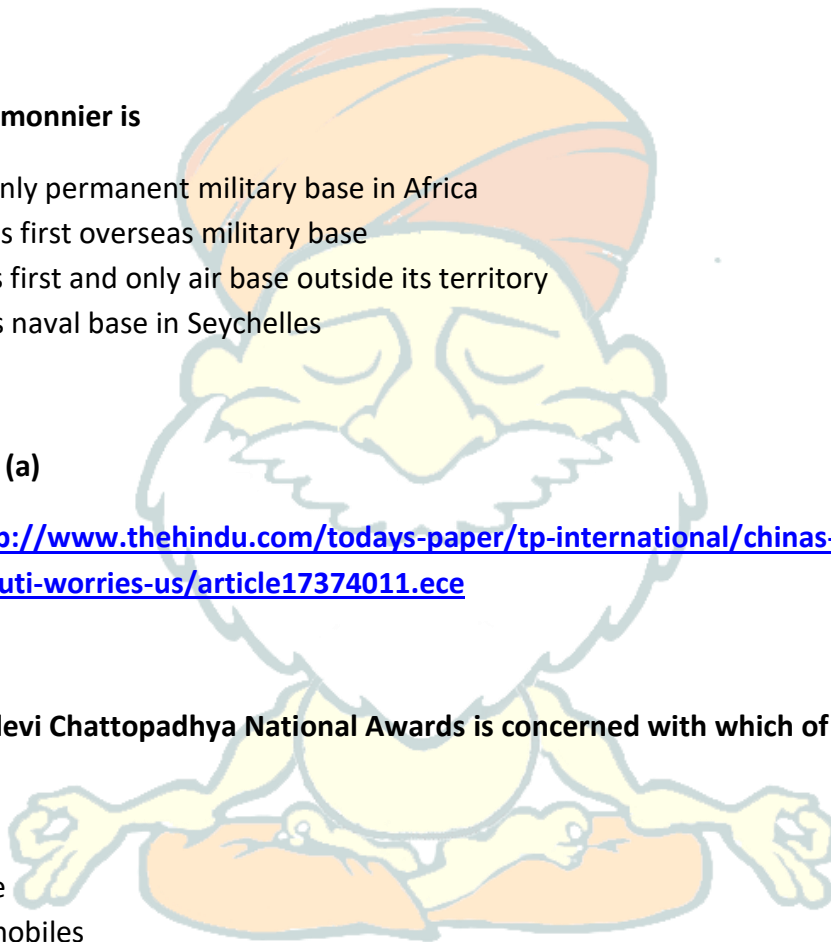 monnier is
nly permanent military base in Africa
s first overseas military base
s first and only air base outside its territory
s naval base in Seychelles
(a)
p://www.thehindu.com/todays-paper/tp-international/chinas-
uti-worries-us/article17374011.ece
levi Chattopadhya National Awards is concerned with which of
e
nobiles